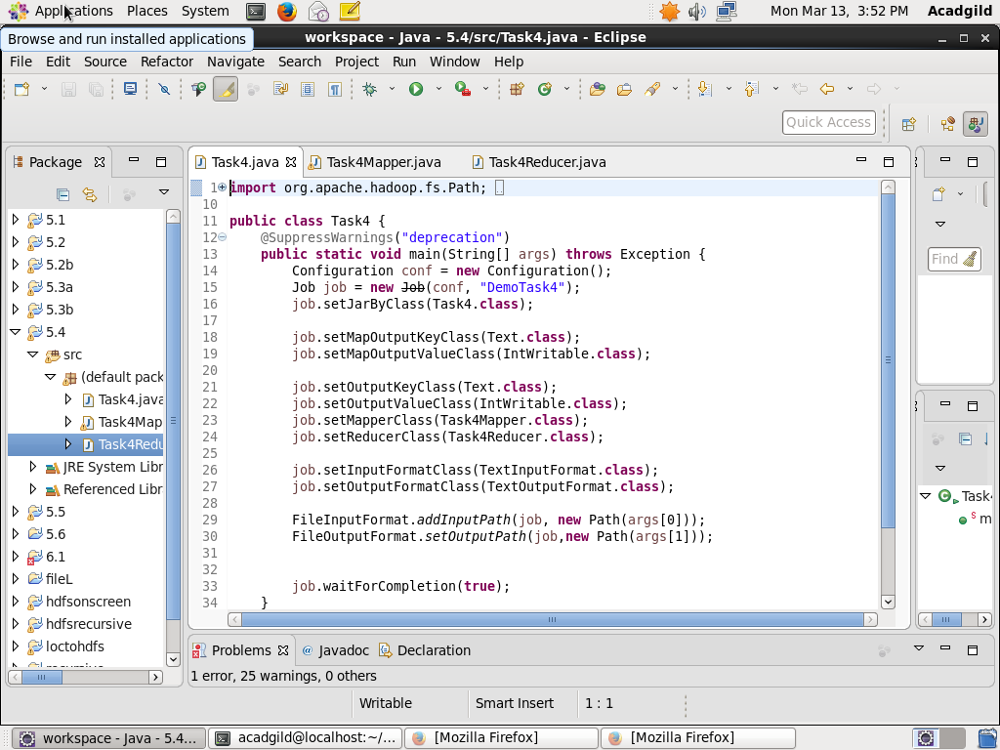 Applications Places System Mon Mar 13, 3:52 PM Acadgild
Browse and run installed applications
workspace - Java - 5.4/src/Task4.java - Eclipse
File Edit Source Refactor Navigate Search Project Run Window Help
Quick Access
Package
Task4.java Task4Mapper.java Task4Reducer.java
5.1
5.2
5.2b
5.3a
5.3b
5.4
src
(default pack
Task4.java
Task4Map
Task4Redu
JRE System Libr
Referenced Libr
5.5
5.6
6.1
fileL
hdfsonscreen
hdfsrecursive
loctohdfs
1 import org.apache.hadoop.fs.Path;
10
11 public class Task4 {
12 @SuppressWarnings("deprecation")
13 public static void main(String[] args) throws Exception {
14 Configuration conf = new Configuration();
15 Job job = new Job(conf, "DemoTask4");
16 job.setJarByClass(Task4.class);
17
18 job.setMapOutputKeyClass(Text.class);
19 job.setMapOutputValueClass(IntWritable.class);
20
21 job.setOutputKeyClass(Text.class);
22 job.setOutputValueClass(IntWritable.class);
23 job.setMapperClass(Task4Mapper.class);
24 job.setReducerClass(Task4Reducer.class);
25
26 job.setInputFormatClass(TextInputFormat.class);
27 job.setOutputFormatClass(TextOutputFormat.class);
28
29 FileInputFormat.addInputPath(job, new Path(args[0]));
30 FileOutputFormat.setOutputPath(job,new Path(args[1]));
31
32
33 job.waitForCompletion(true);
34 }
Find
Task
m
Problems @ Javadoc Declaration
1 error, 25 warnings, 0 others
Writable Smart Insert 1 : 1
workspace - Java - 5.4... acadgild@localhost:~/... [Mozilla Firefox] [Mozilla Firefox]